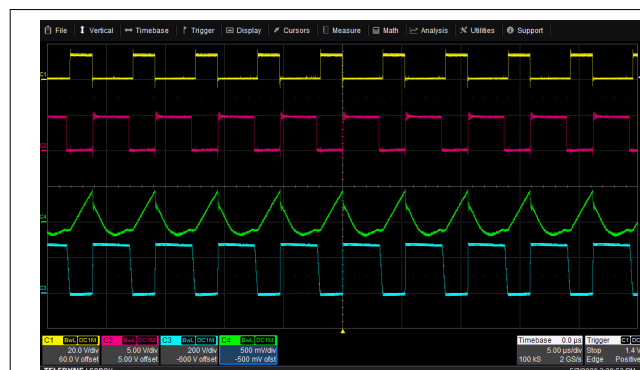 File Vertical Timebase Trigger Display Cursors Measure Math Analysis Utilities Support
C1
C2
C4
C3
C1 BwL DC1M C2 BwL DC1M C3 BwL DC1M C4 BwL DC1M
20.0 V/div 5.00 V/div 200 V/div 500 mV/div
60.0 V offset 5.00 V offset -600 V offset -500 mV ofst
Timebase 0.0 µs Trigger C1 DC
5.00 µs/div Stop 1.4 V
100 kS 2 GS/s Edge Positive